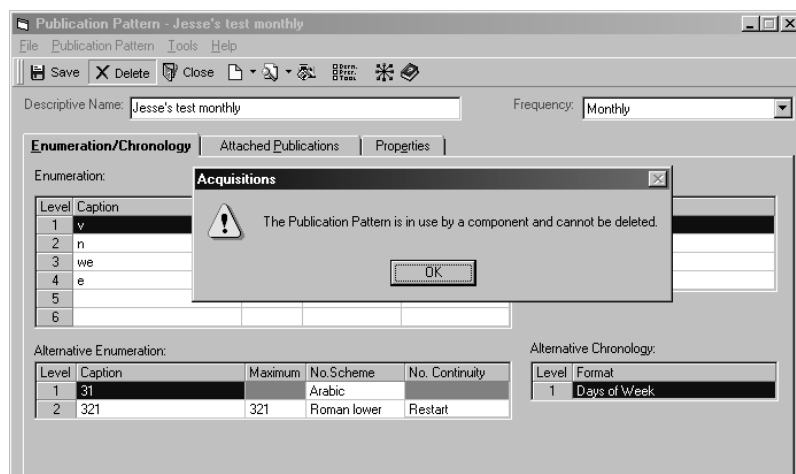 Publication Pattern - Jesse's test monthly
File Publication Pattern Tools Help
Save Delete Close
Descriptive Name: Jesse's test monthly Frequency: Monthly
Enumeration/Chronology Attached Publications Properties
Enumeration:
Acquisitions
The Publication Pattern is in use by a component and cannot be deleted.
OK
Level Caption
1 v
2 n
3 we
4 e
5
6
Alternative Enumeration:
Level Caption Maximum No.Scheme No. Continuity
1 31 Arabic
2 321 321 Roman lower Restart
Alternative Chronology:
Level Format
1 Days of Week